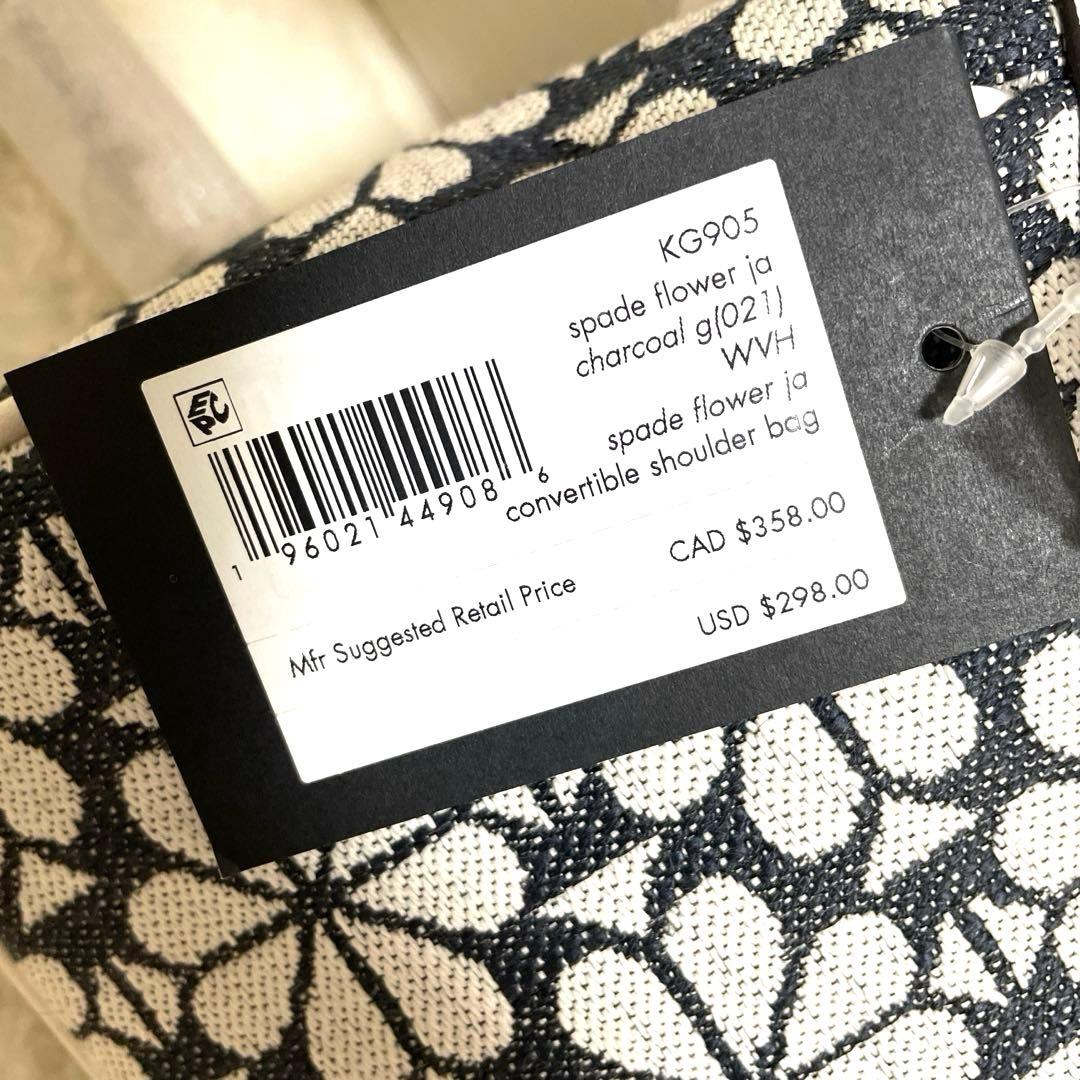 KG905
spade flower ja
charcoal g(021)
WVH
spade flower ja
convertible shoulder bag
EPC
1 96021 44908 6
Mfr Suggested Retail Price
CAD $358.00
USD $298.00